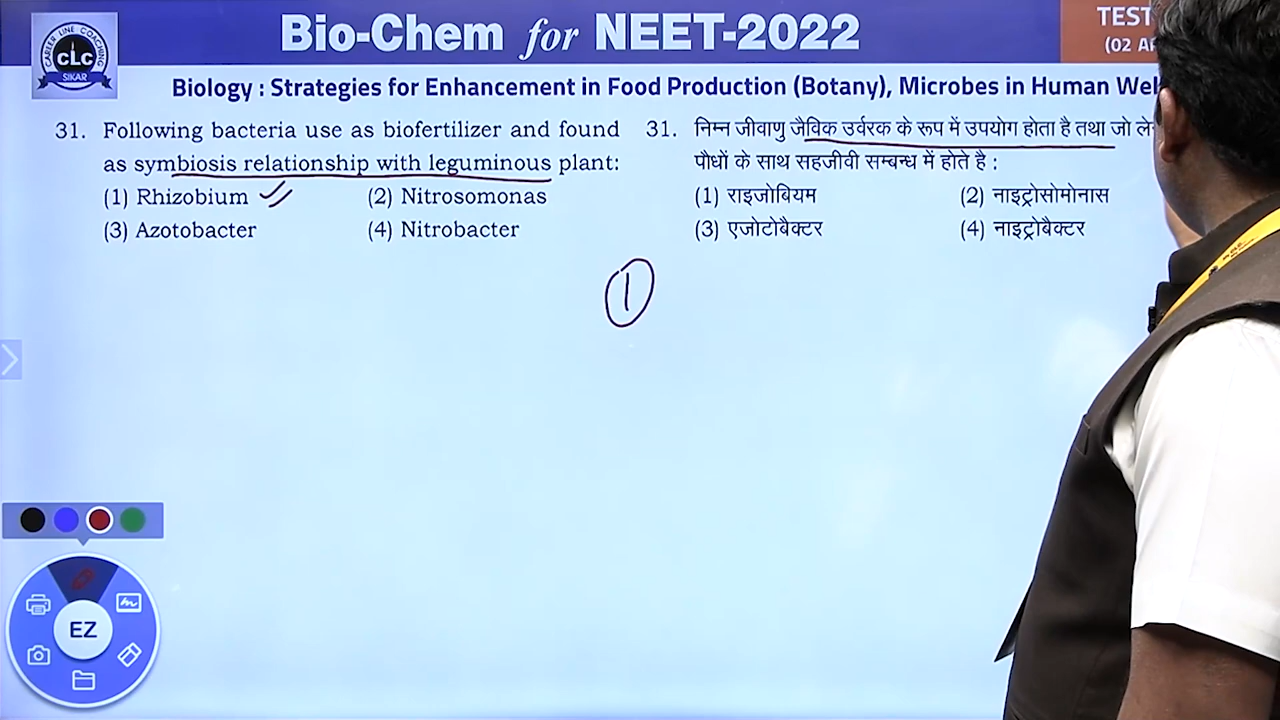 Bio-Chem for NEET-2022
TEST
(02
CAREER LINE COACHING
CLC
SIKAR
Biology : Strategies for Enhancement in Food Production (Botany), Microbes in Human
31. Following bacteria use as biofertilizer and found
as symbiosis relationship with leguminous plant:
(1) Rhizobium
(2) Nitrosomonas
(3) Azotobacter
(4) Nitrobacter
31. निम्न जीवाणु जैविक उर्वरक के रूप में उपयोग होता है तथा जो
पौधों के साथ सहजीवी सम्बन्ध में होते है :
(1) राइजोबियम
(2) नाइट्रोसोमोनास
(3) एजोटोबैक्टर
(4) नाइट्रोबैक्टर
1
EZ